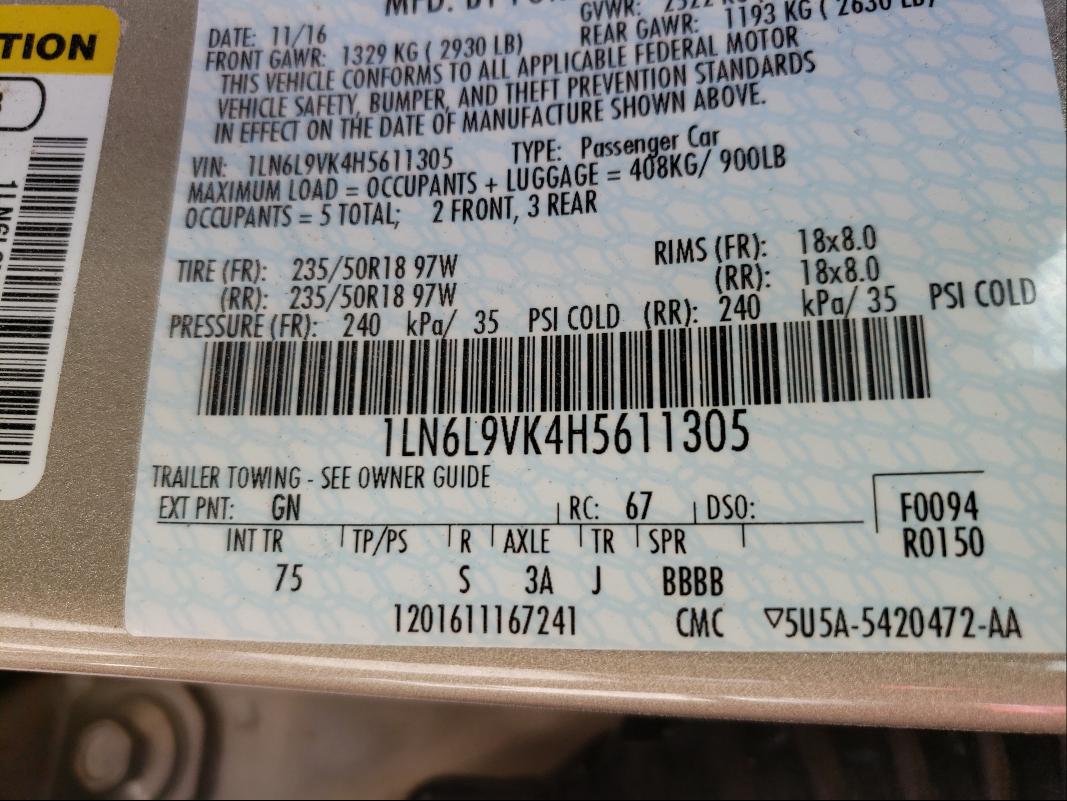 TION
MFD. BY
DATE: 11/16
GVWR:
FRONT GAWR: 1329 KG ( 2930 LB)
REAR GAWR: 1193 KG ( 2630 LB)
THIS VEHICLE CONFORMS TO ALL APPLICABLE FEDERAL MOTOR
VEHICLE SAFETY, BUMPER, AND THEFT PREVENTION STANDARDS
IN EFFECT ON THE DATE OF MANUFACTURE SHOWN ABOVE.
VIN: 1LN6L9VK4H5611305 TYPE: Passenger Car
MAXIMUM LOAD = OCCUPANTS + LUGGAGE = 408KG/ 900LB
OCCUPANTS = 5 TOTAL; 2 FRONT, 3 REAR
TIRE (FR): 235/50R18 97W RIMS (FR): 18x8.0
(RR): 235/50R18 97W (RR): 18x8.0
PRESSURE (FR): 240 kPa/ 35 PSI COLD (RR): 240 kPa/ 35 PSI COLD
1LN6L9VK4H5611305
TRAILER TOWING - SEE OWNER GUIDE
EXT PNT: GN RC: 67 DSO: F0094
INT TR TP/PS R AXLE TR SPR R0150
75 S 3A J BBBB
1201611167241 CMC ▽5U5A-5420472-AA